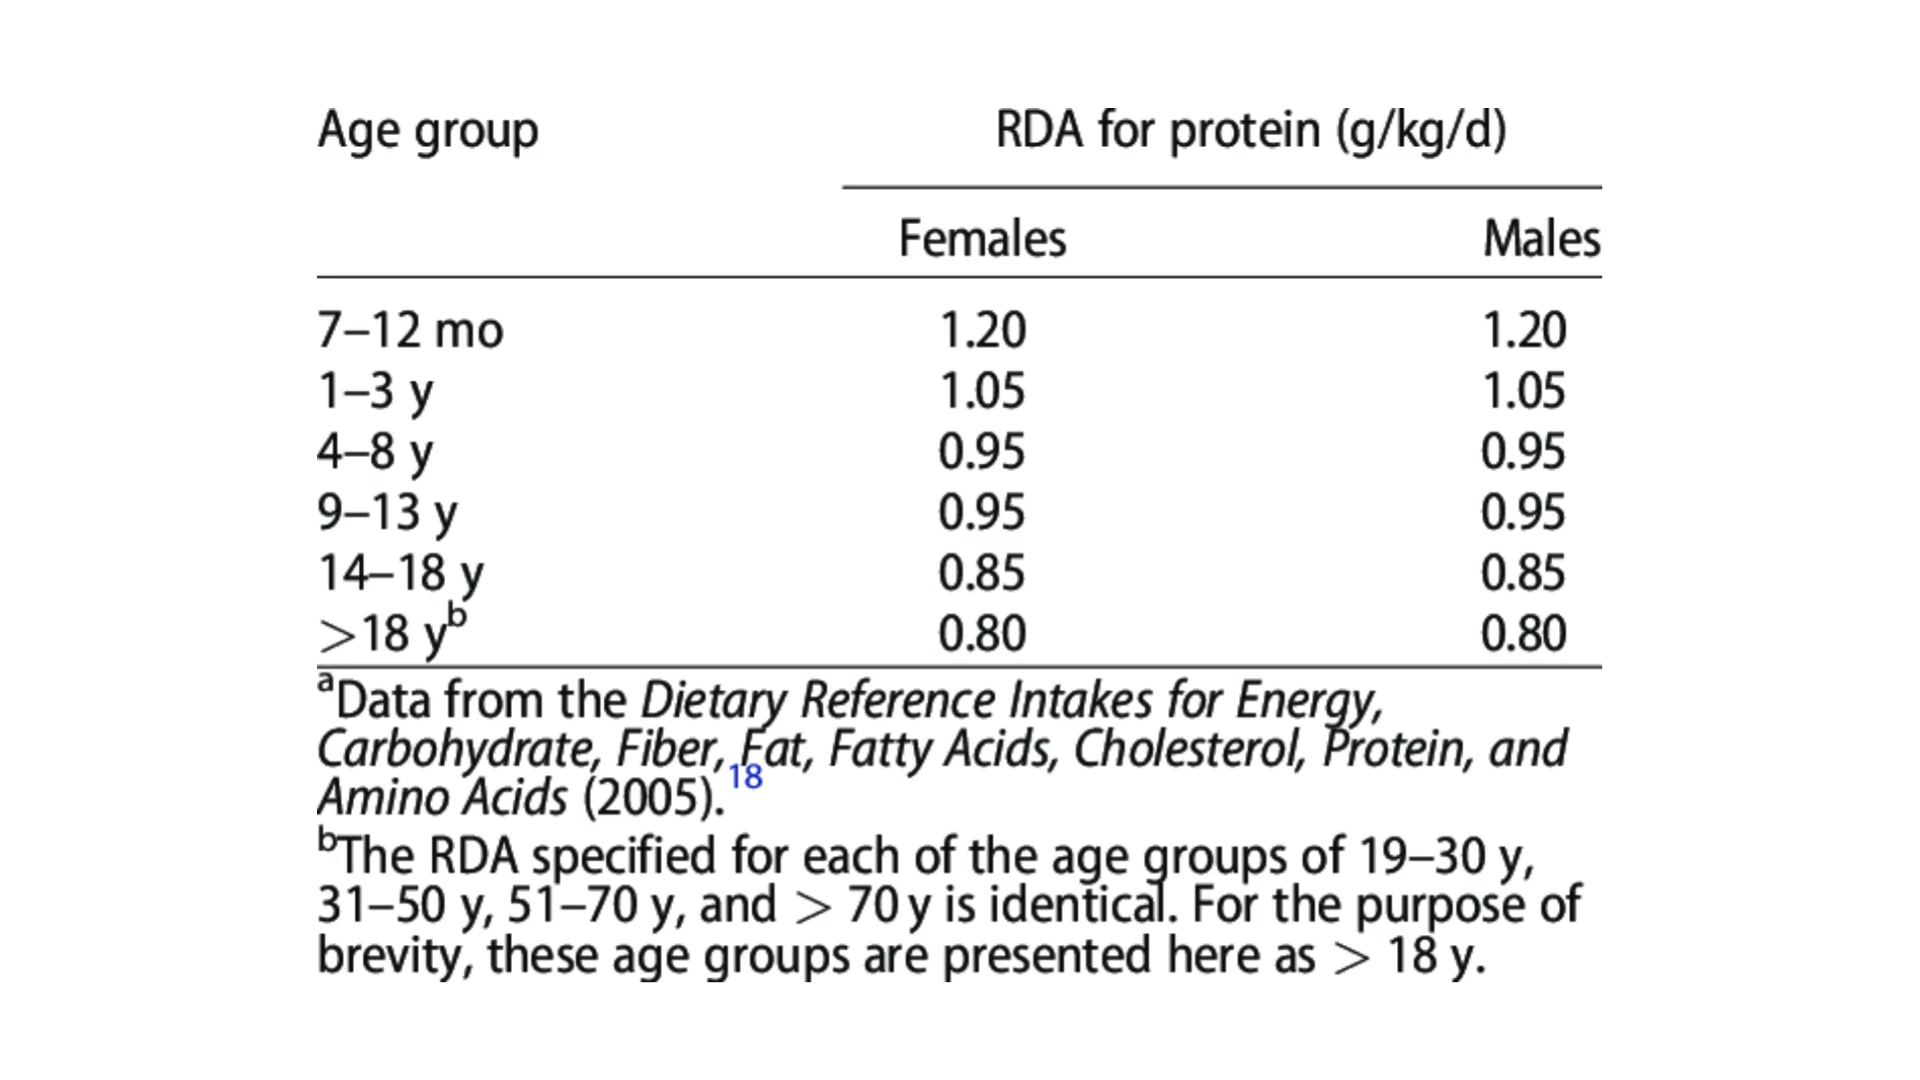 Age group RDA for protein (g/kg/d)
Females Males
7–12 mo 1.20 1.20
1–3 y 1.05 1.05
4–8 y 0.95 0.95
9–13 y 0.95 0.95
14–18 y 0.85 0.85
>18 yᵇ 0.80 0.80
ᵃData from the Dietary Reference Intakes for Energy,
Carbohydrate, Fiber, Fat, Fatty Acids, Cholesterol, Protein, and
Amino Acids (2005).¹⁸
ᵇThe RDA specified for each of the age groups of 19–30 y,
31–50 y, 51–70 y, and > 70 y is identical. For the purpose of
brevity, these age groups are presented here as > 18 y.